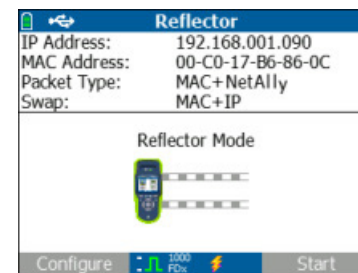 Reflector
IP Address: 192.168.001.090
MAC Address: 00-C0-17-B6-86-0C
Packet Type: MAC+NetAlly
Swap: MAC+IP
Reflector Mode
Configure 1000 FDx Start